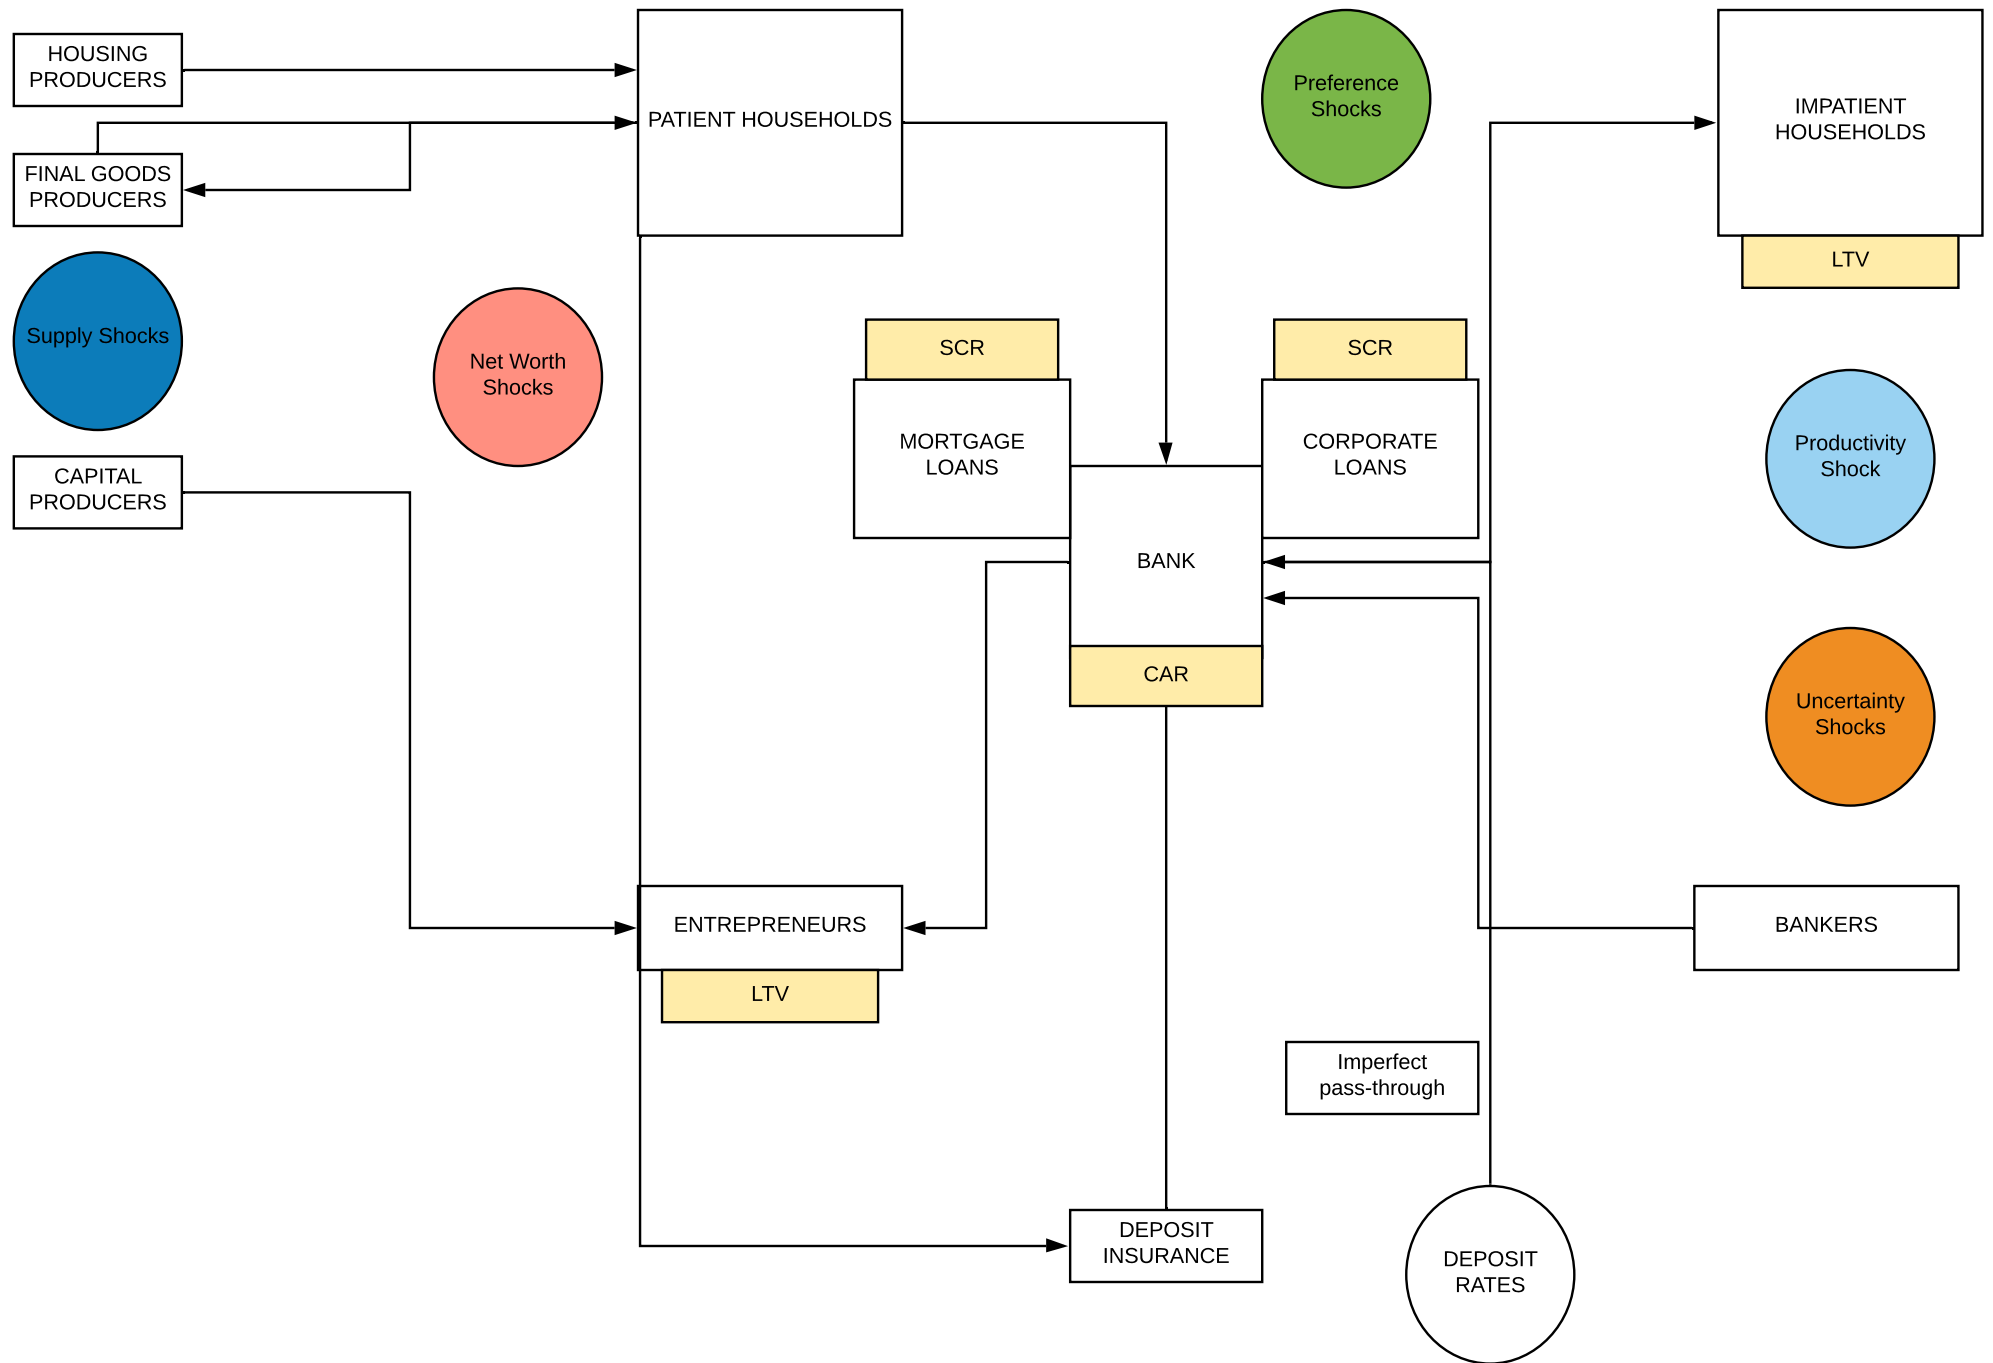 HOUSING
PRODUCERS
PATIENT HOUSEHOLDS
Preference
Shocks
IMPATIENT
HOUSEHOLDS
FINAL GOODS
PRODUCERS
LTV
Supply Shocks
Net Worth
Shocks
SCR
SCR
MORTGAGE
LOANS
CORPORATE
LOANS
Productivity
Shock
CAPITAL
PRODUCERS
BANK
CAR
Uncertainty
Shocks
ENTREPRENEURS
BANKERS
LTV
Imperfect
pass-through
DEPOSIT
INSURANCE
DEPOSIT
RATES